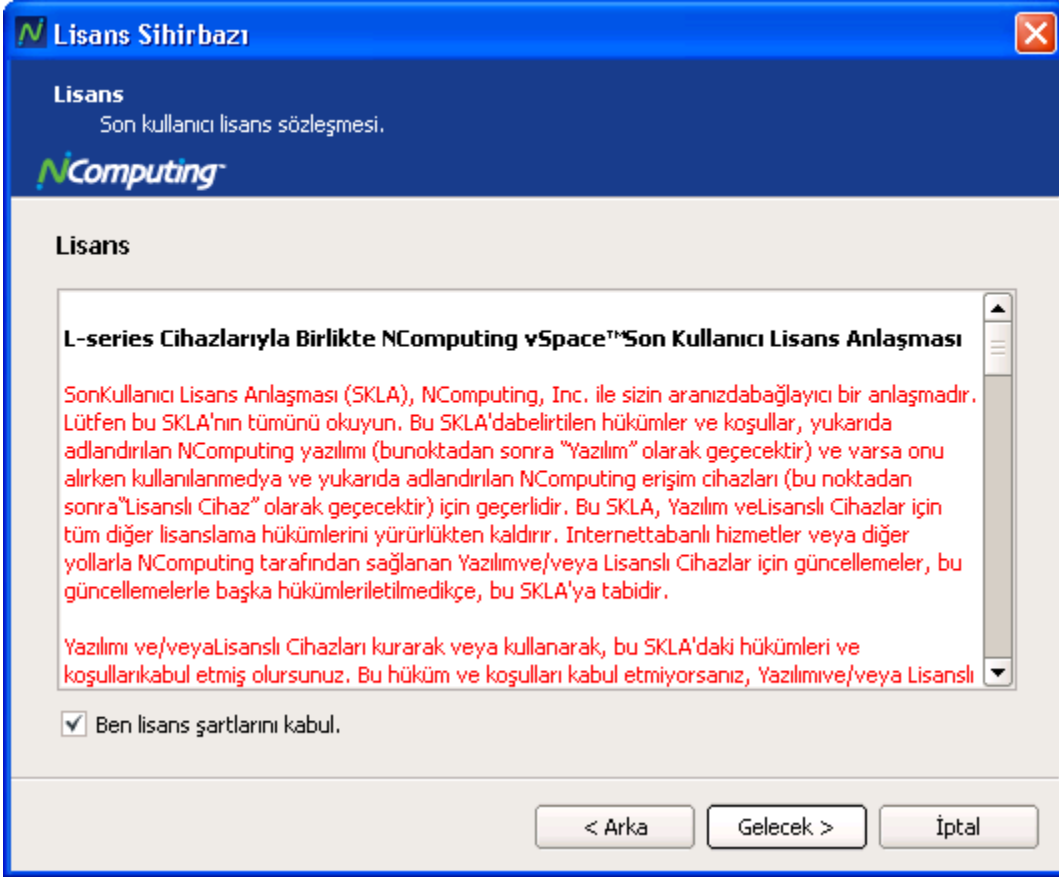 Lisans Sihirbazı
Lisans
Son kullanıcı lisans sözleşmesi.
NComputing™
Lisans
L-series Cihazlarıyla Birlikte NComputing vSpace™Son Kullanıcı Lisans Anlaşması
SonKullanıcı Lisans Anlaşması (SKLA), NComputing, Inc. ile sizin aranızdabağlayıcı bir anlaşmadır.
Lütfen bu SKLA'nın tümünü okuyun. Bu SKLA'dabelirtilen hükümler ve koşullar, yukarıda
adlandırılan NComputing yazılımı (bunoktadan sonra “Yazılım” olarak geçecektir) ve varsa onu
alırken kullanılanmedya ve yukarıda adlandırılan NComputing erişim cihazları (bu noktadan
sonra“Lisanslı Cihaz” olarak geçecektir) için geçerlidir. Bu SKLA, Yazılım veLisanslı Cihazlar için
tüm diğer lisanslama hükümlerini yürürlükten kaldırır. Internettabanlı hizmetler veya diğer
yollarla NComputing tarafından sağlanan Yazılımve/veya Lisanslı Cihazlar için güncellemeler, bu
güncellemelerle başka hükümleriletilmedikçe, bu SKLA'ya tabidir.
Yazılımı ve/veyaLisanslı Cihazları kurarak veya kullanarak, bu SKLA'daki hükümleri ve
koşullarıkabul etmiş olursunuz. Bu hüküm ve koşulları kabul etmiyorsanız, Yazılımıve/veya Lisanslı
Ben lisans şartlarını kabul.
< Arka
Gelecek >
İptal